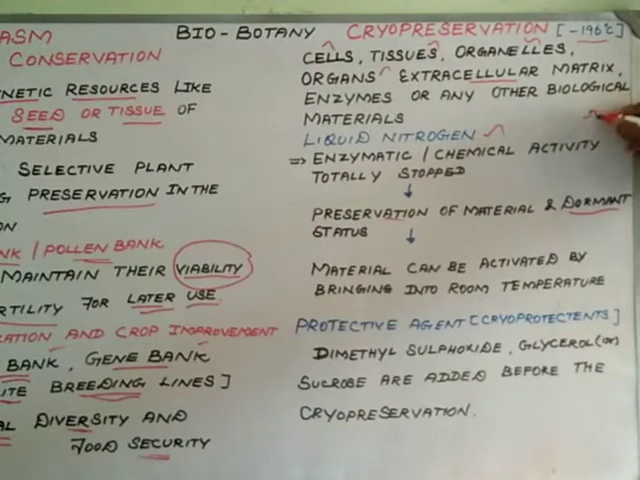 ASM
BIO-BOTANY
CONSERVATION
NETIC RESOURCES LIKE
SEED OR TISSUE OF
MATERIALS
SELECTIVE PLANT
G PRESERVATION IN THE
ON
NK / POLLEN BANK
MAINTAIN THEIR VIABILITY
RTILITY FOR LATER USE
CATION AND CROP IMPROVEMENT
BANK, GENE BANK
ITE BREEDING LINES]
AL DIVERSITY AND
FOOD SECURITY
CRYOPRESERVATION [-196°C]
CELLS, TISSUES, ORGANELLES,
ORGANS EXTRACELLULAR MATRIX,
ENZYMES OR ANY OTHER BIOLOGICAL
MATERIALS
LIQUID NITROGEN
⇒ ENZYMATIC / CHEMICAL ACTIVITY
TOTALLY STOPPED
↓
PRESERVATION OF MATERIAL & DORMANT
STATUS ↓
MATERIAL CAN BE ACTIVATED BY
BRINGING INTO ROOM TEMPERATURE
PROTECTIVE AGENT [CRYOPROTECTENTS]
DIMETHYL SULPHOXIDE, GLYCEROL (or)
SUCROSE ARE ADDED BEFORE THE
CRYOPRESERVATION.